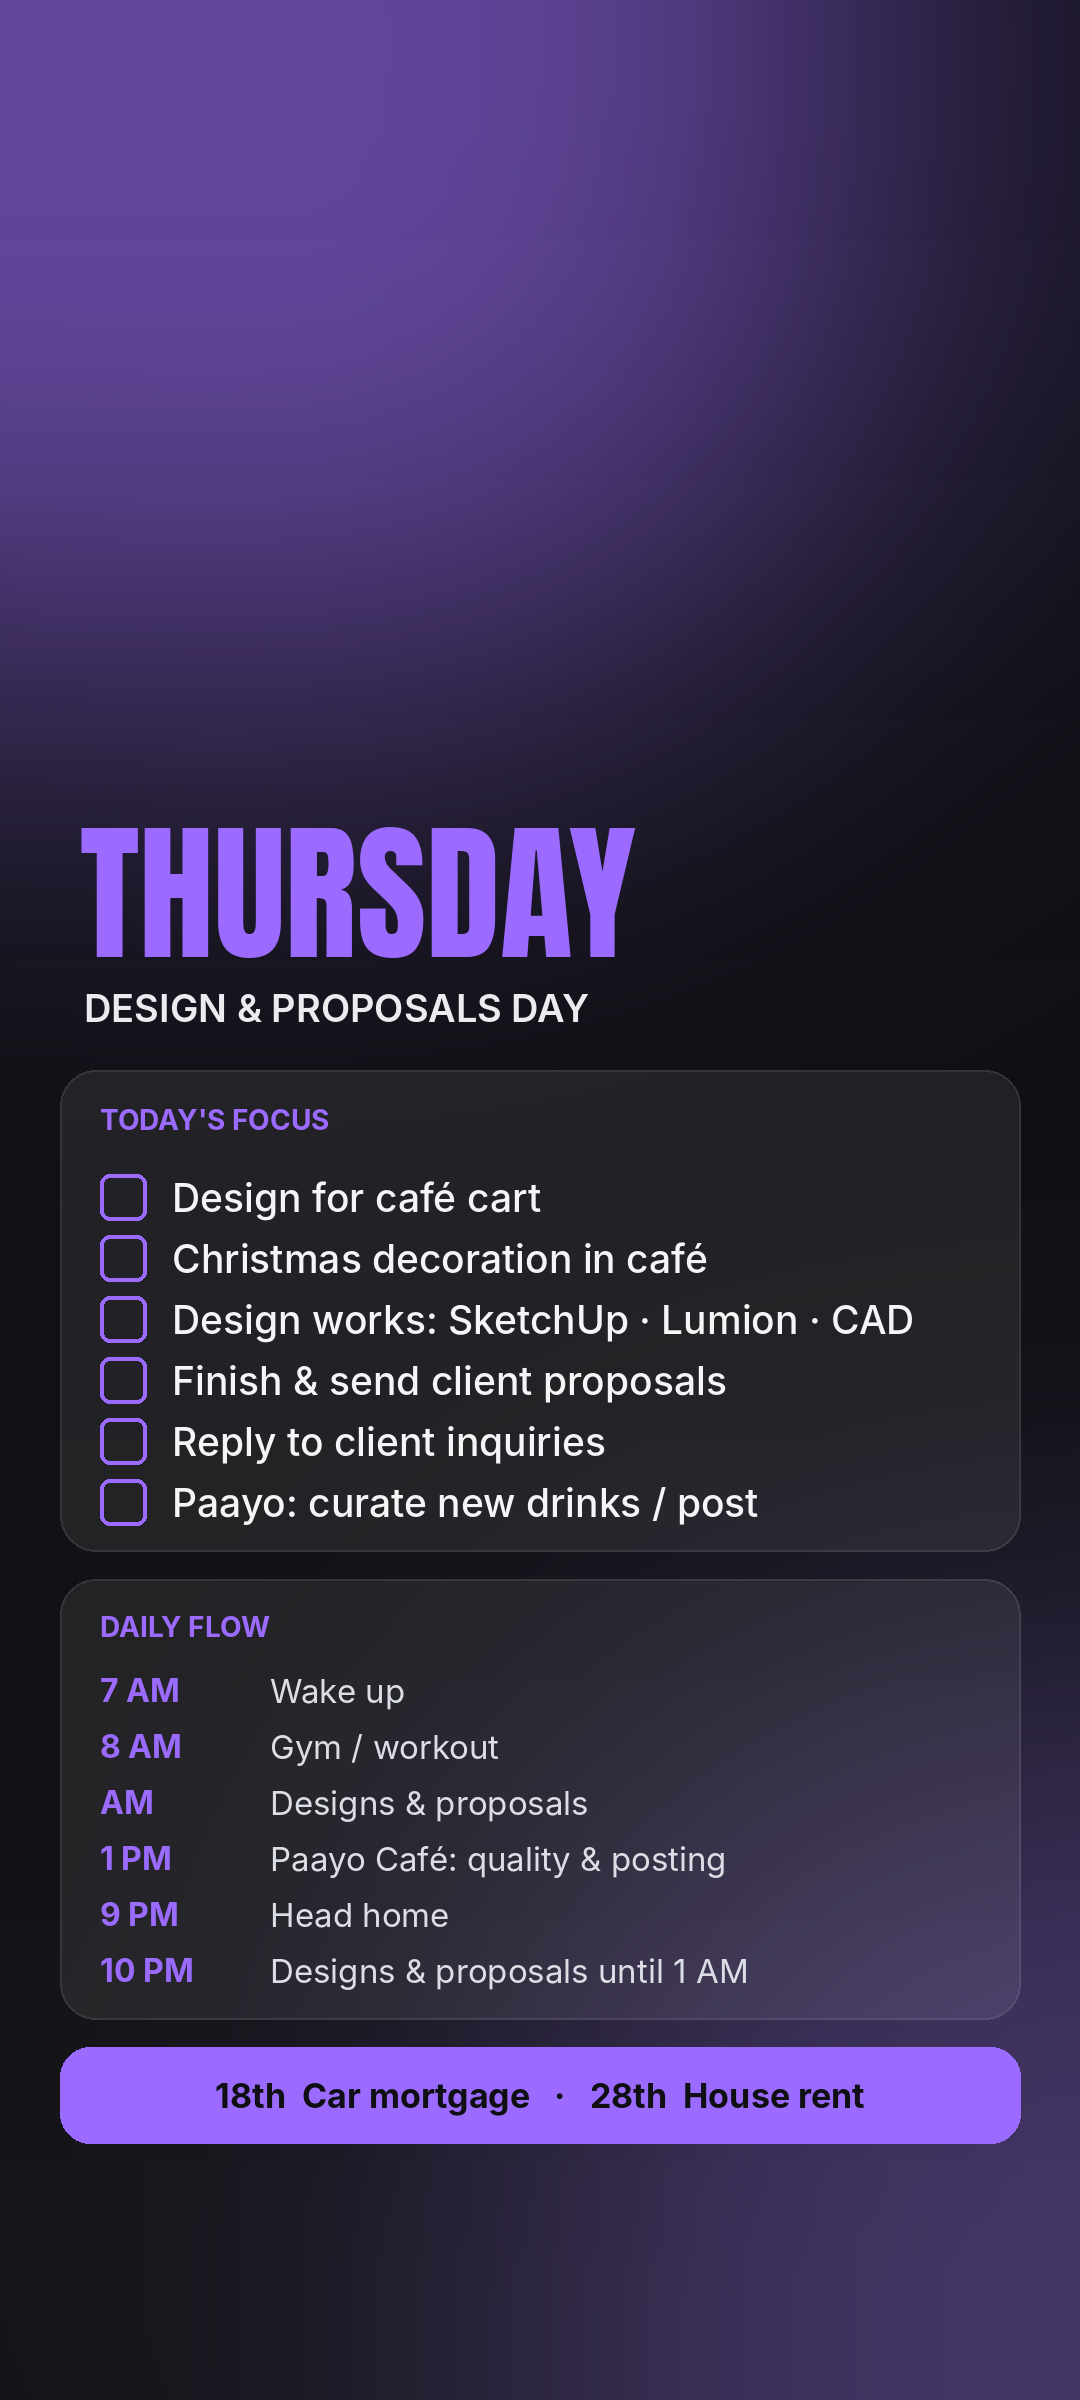 THURSDAY
DESIGN & PROPOSALS DAY
TODAY'S FOCUS
Design for café cart
Christmas decoration in café
Design works: SketchUp · Lumion · CAD
Finish & send client proposals
Reply to client inquiries
Paayo: curate new drinks / post
DAILY FLOW
7 AM Wake up
8 AM Gym / workout
AM Designs & proposals
1 PM Paayo Café: quality & posting
9 PM Head home
10 PM Designs & proposals until 1 AM
18th Car mortgage · 28th House rent